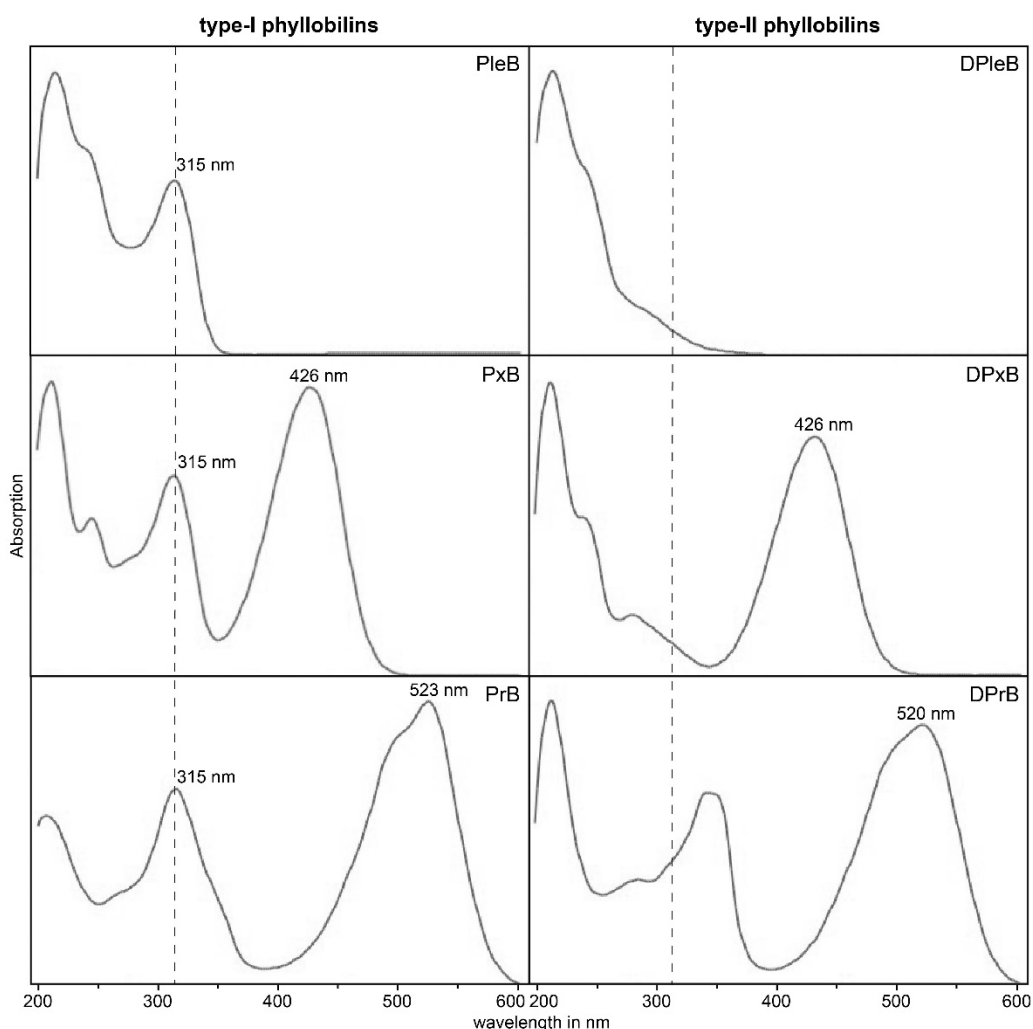 type-I phyllobilins
type-II phyllobilins
PleB
315 nm
DPleB
PxB
315 nm
426 nm
DPxB
426 nm
PrB
315 nm
523 nm
DPrB
520 nm
Absorption
200 300 400 500 600
200 300 400 500 600
wavelength in nm